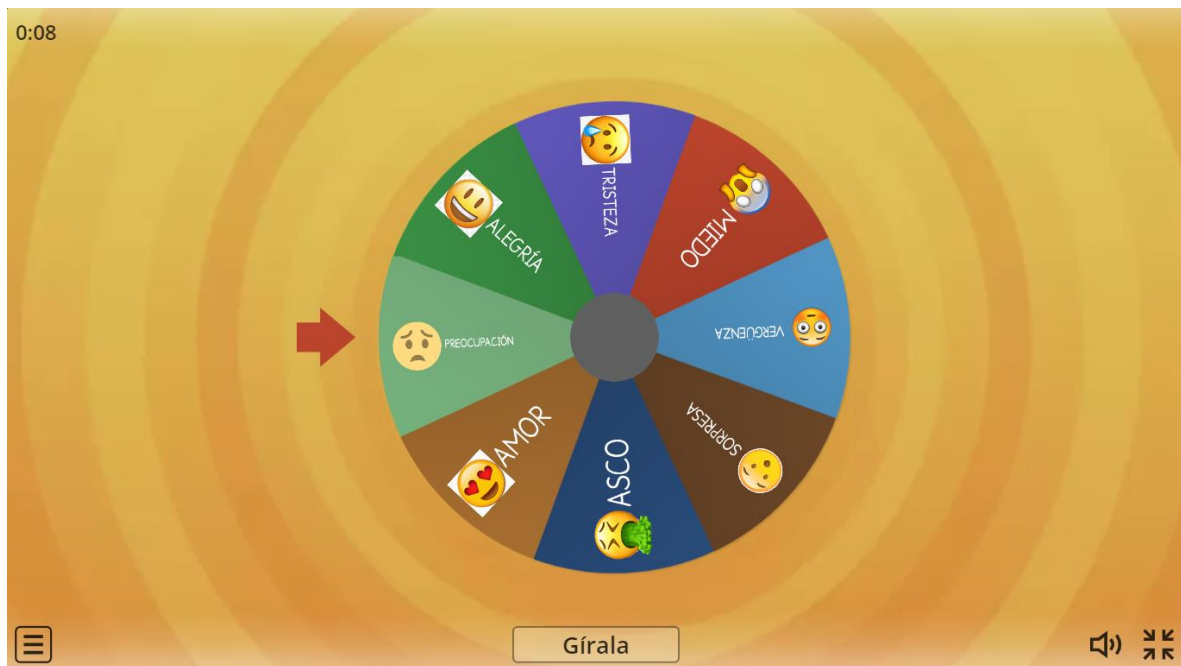 0:08
TRISTEZA
MIEDO
VERGÜENZA
SORPRESA
ASCO
AMOR
PREOCUPACIÓN
ALEGRÍA
Gírala